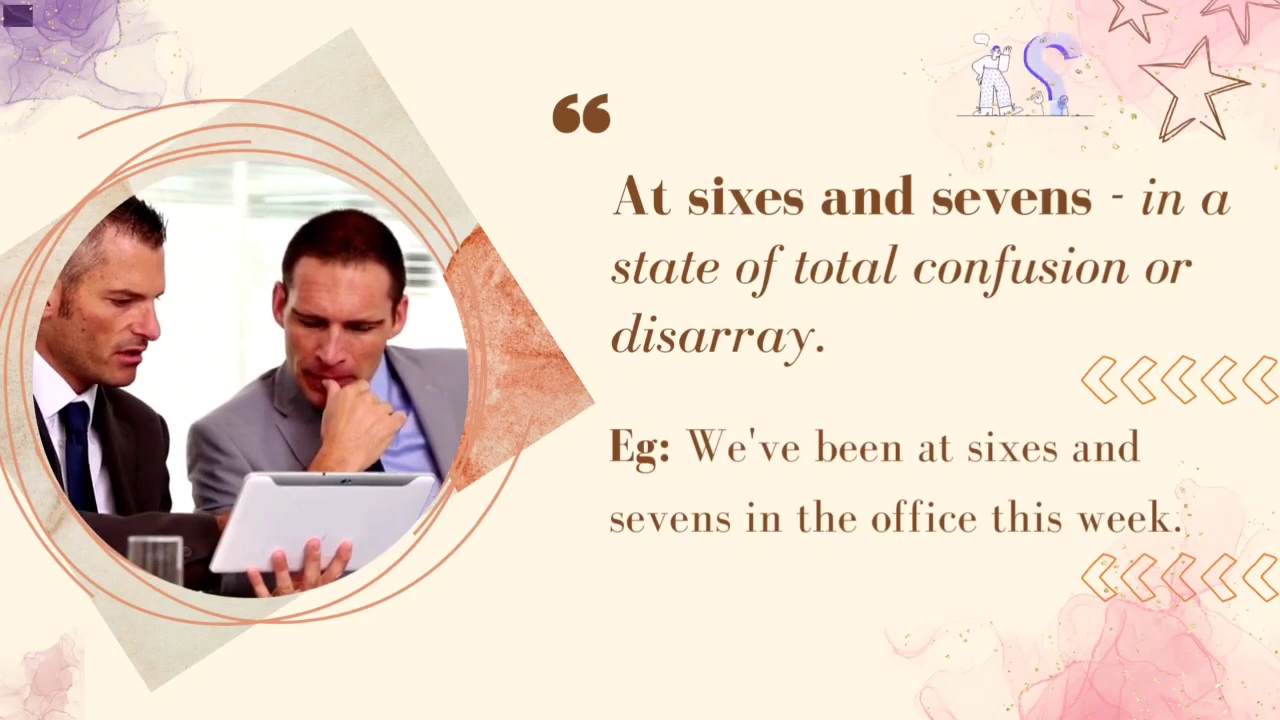 “
At sixes and sevens - in a
state of total confusion or
disarray.
Eg: We've been at sixes and
sevens in the office this week.